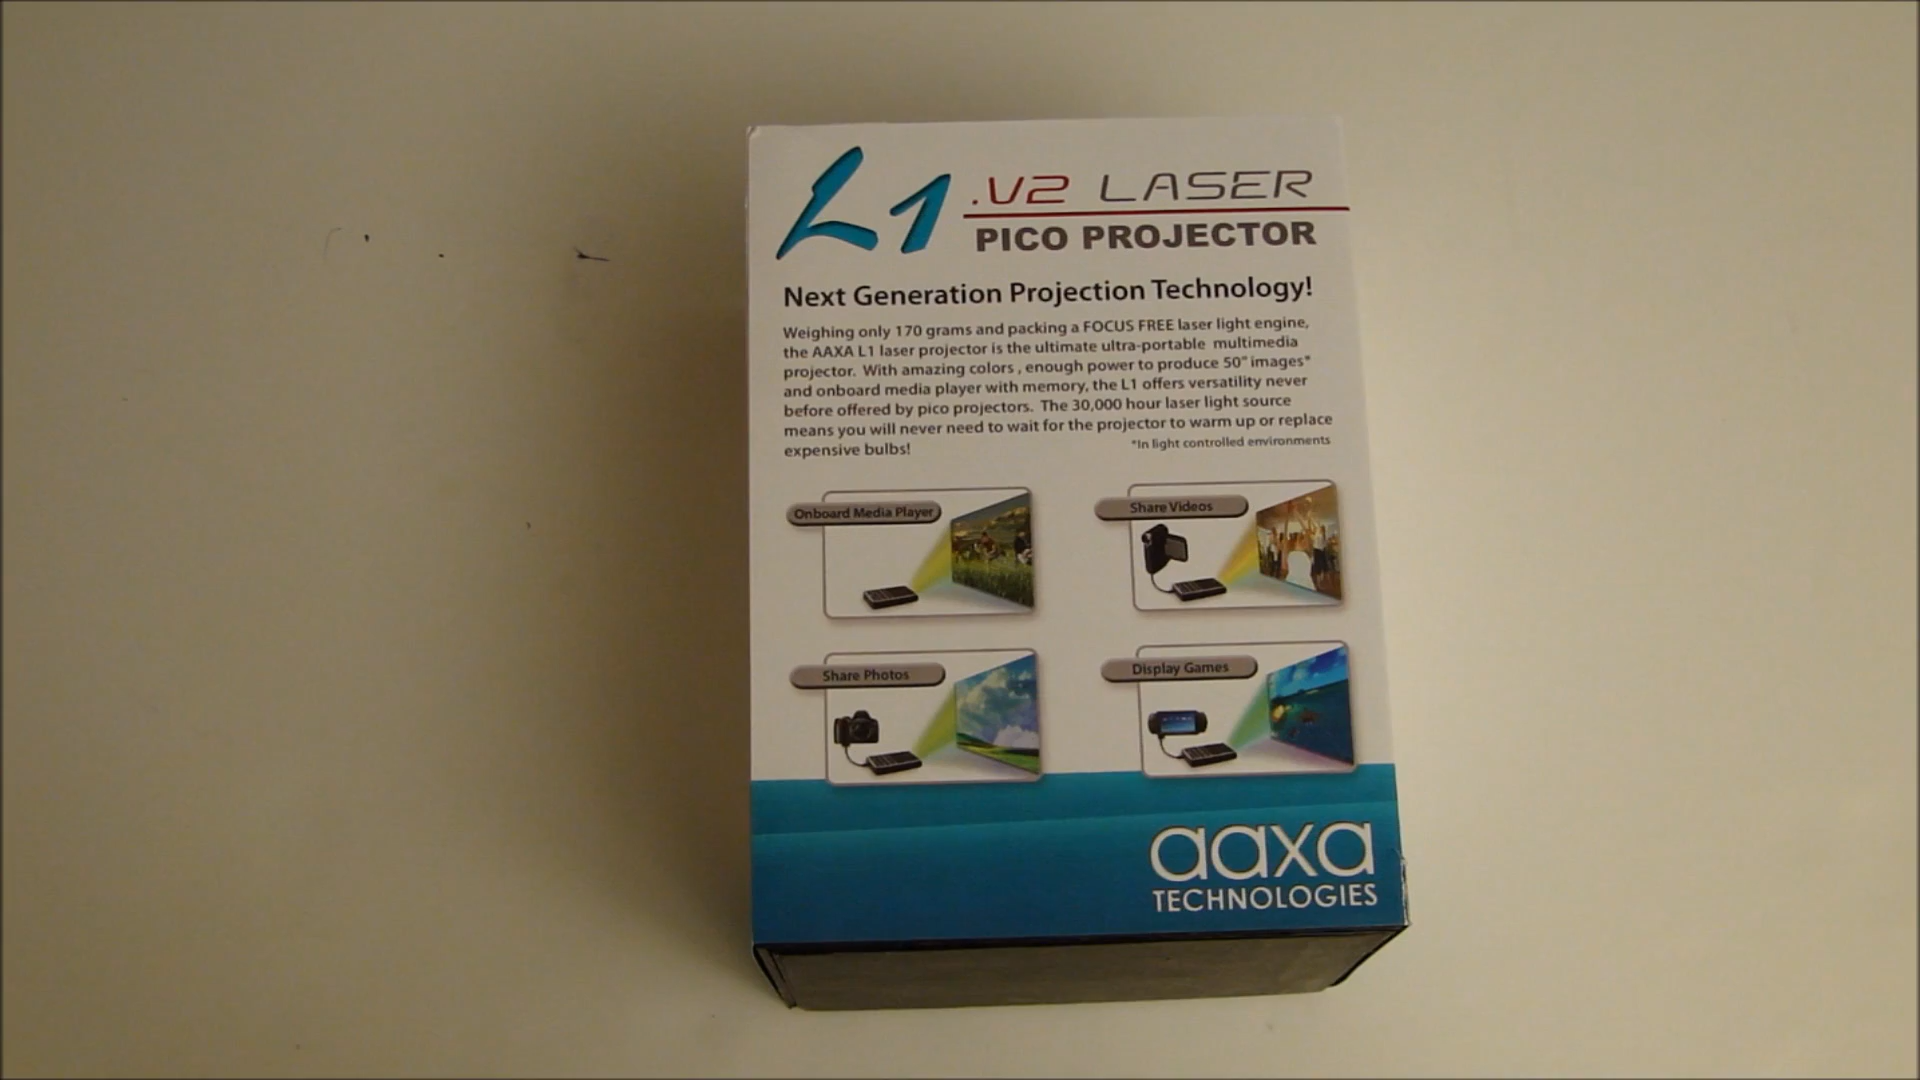 L1 .V2 LASER
PICO PROJECTOR
Next Generation Projection Technology!
Weighing only 170 grams and packing a FOCUS FREE laser light engine,
the AAXA L1 laser projector is the ultimate ultra-portable multimedia
projector. With amazing colors , enough power to produce 50" images*
and onboard media player with memory, the L1 offers versatility never
before offered by pico projectors. The 30,000 hour laser light source
means you will never need to wait for the projector to warm up or replace
expensive bulbs!
*In light controlled environments
Onboard Media Player
Share Videos
Share Photos
Display Games
aaxa
TECHNOLOGIES